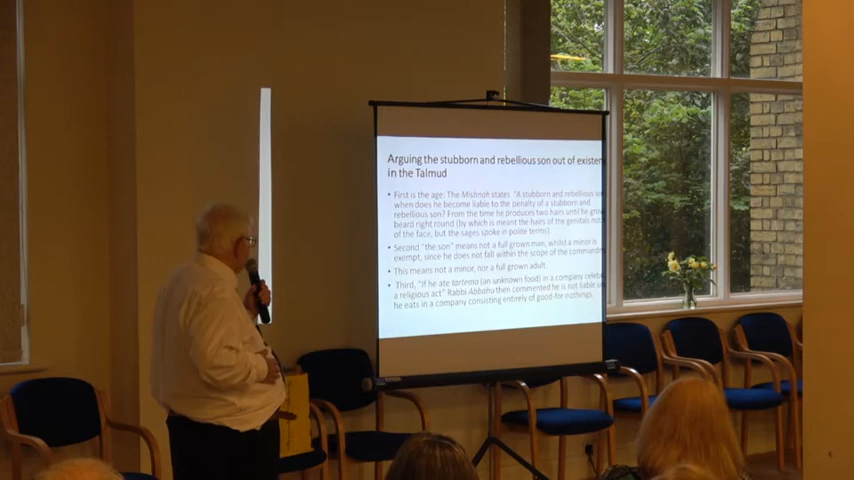 Arguing the stubborn and rebellious son out of existen
in the Talmud
• First is the age: The Mishnah states "A stubborn and rebellious so
when does he become liable to the penalty of a stubborn and
rebellious son? From the time he produces two hairs until he grow
beard right round (by which is meant the hairs of the genitals not
of the face, but the sages spoke in polite terms)
• Second "the son" means not a full grown man, whilst a minor is
exempt, since he does not fall within the scope of the command
• This means not a minor, nor a full grown adult.
• Third, "If he ate tartema (an unknown food) in a company celeb
a religious act" Rabbi Abbahu then commented he is not liable
he eats in a company consisting entirely of good-for-nothings.